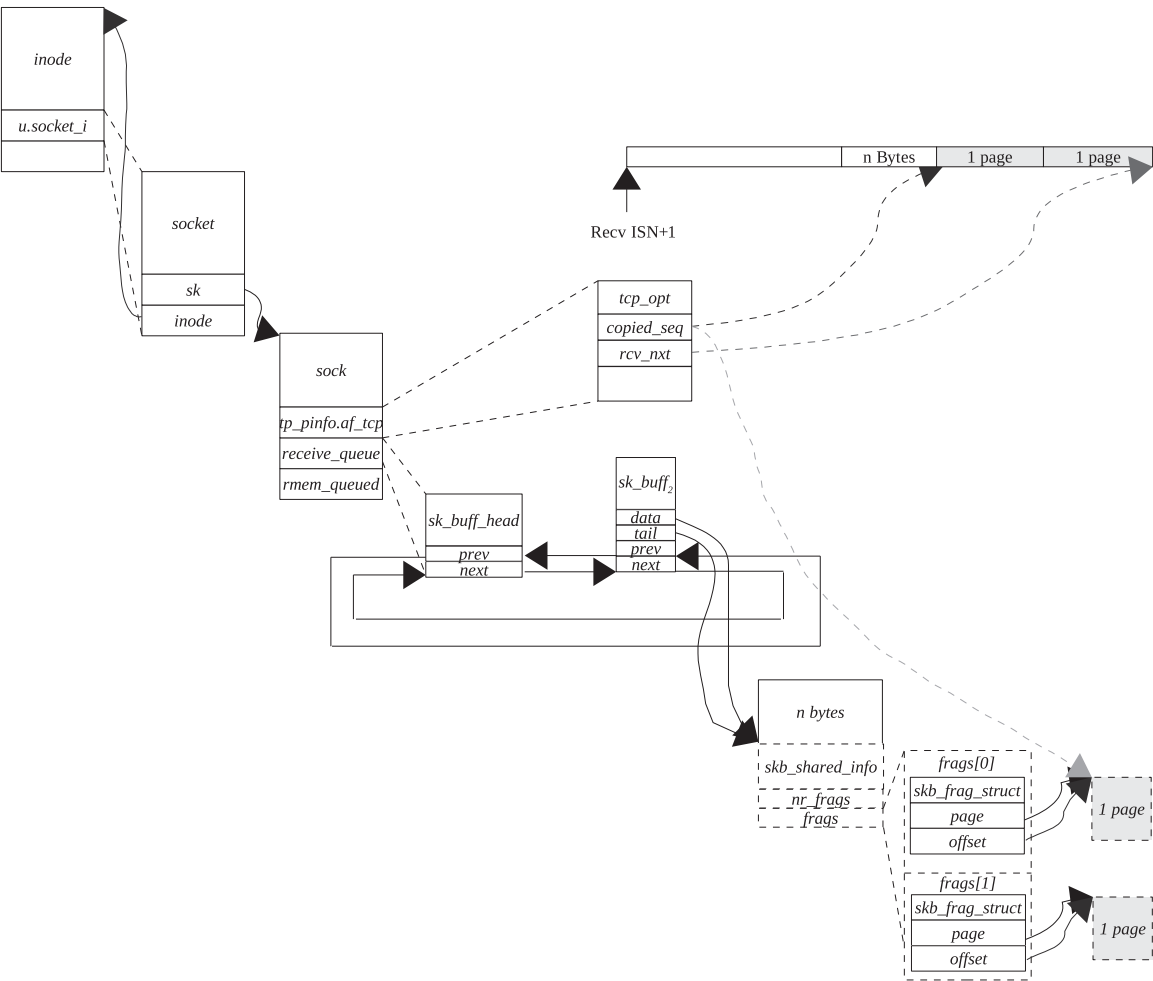 inode
u.socket_i
socket
sk
inode
n Bytes
1 page
1 page
Recv ISN+1
tcp_opt
copied_seq
rcv_nxt
sock
tp_pinfo.af_tcp
receive_queue
rmem_queued
sk_buff_head
prev
next
sk_buff2
data
tail
prev
next
n bytes
skb_shared_info
nr_frags
frags
frags[0]
skb_frag_struct
page
offset
1 page
frags[1]
skb_frag_struct
page
offset
1 page